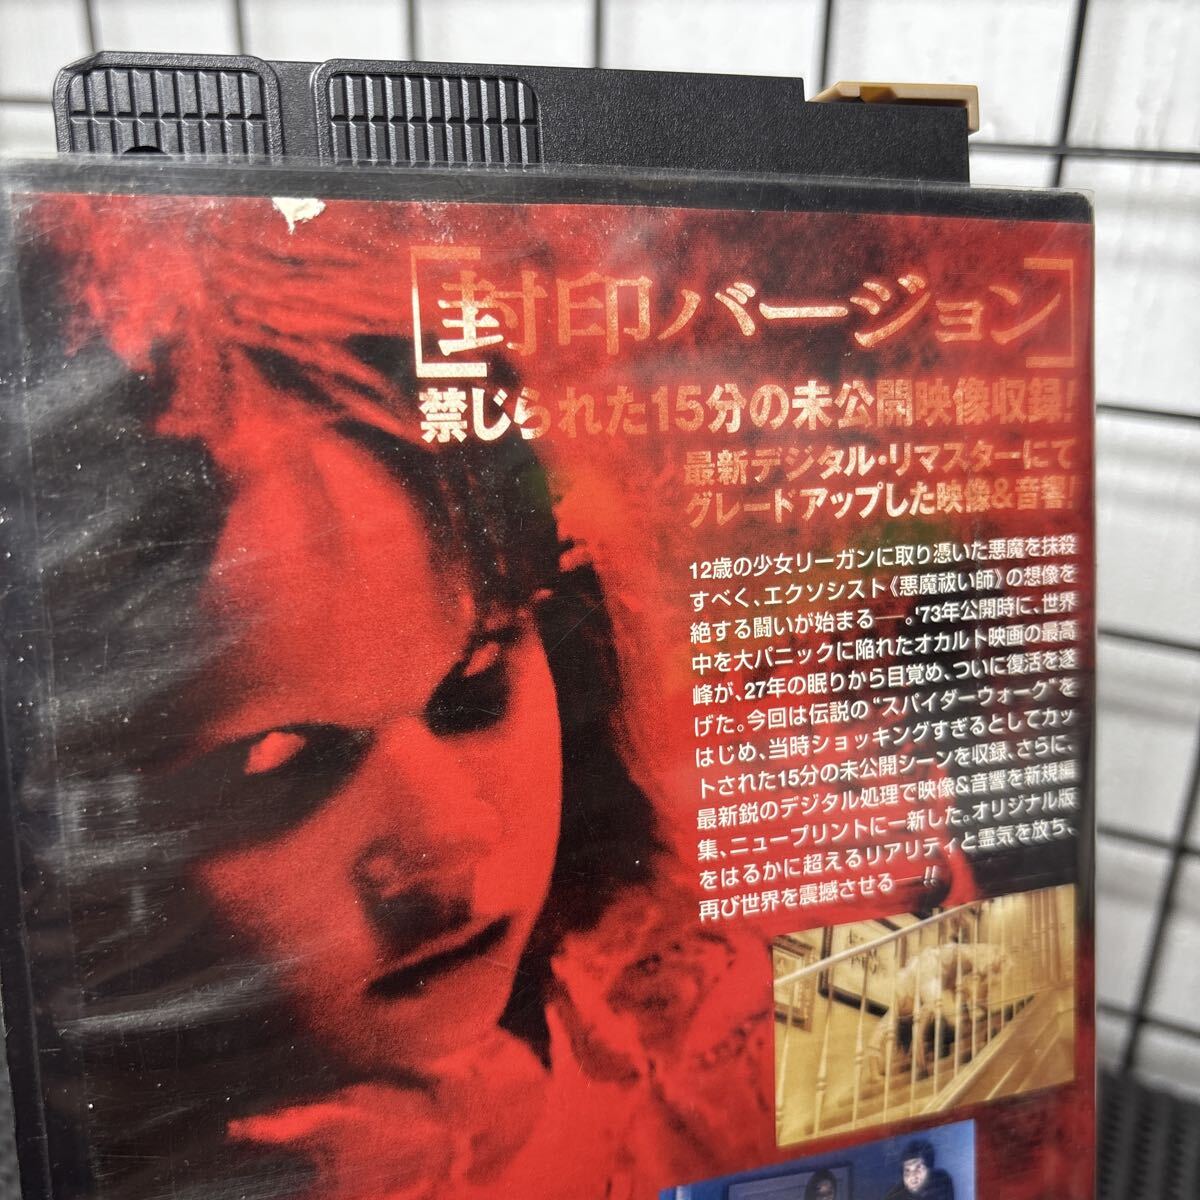 [封印バージョン]
禁じられた15分の未公開映像収録!
最新デジタル・リマスターにて
グレードアップした映像&音響!
12歳の少女リーガンに取り憑いた悪魔を抹殺
すべく、エクソシスト《悪魔祓い師》の想像を
絶する闘いが始まる──。'73年公開時に、世界
中を大パニックに陥れたオカルト映画の最高
峰が、27年の眠りから目覚め、ついに復活を遂
げた。今回は伝説の“スパイダーウォーク”を
はじめ、当時ショッキングすぎるとしてカッ
トされた15分の未公開シーンを収録、さらに、
最新鋭のデジタル処理で映像&音響を新規編
集、ニュープリントに一新した。オリジナル版
をはるかに超えるリアリティと霊気を放ち、
再び世界を震撼させる──!!